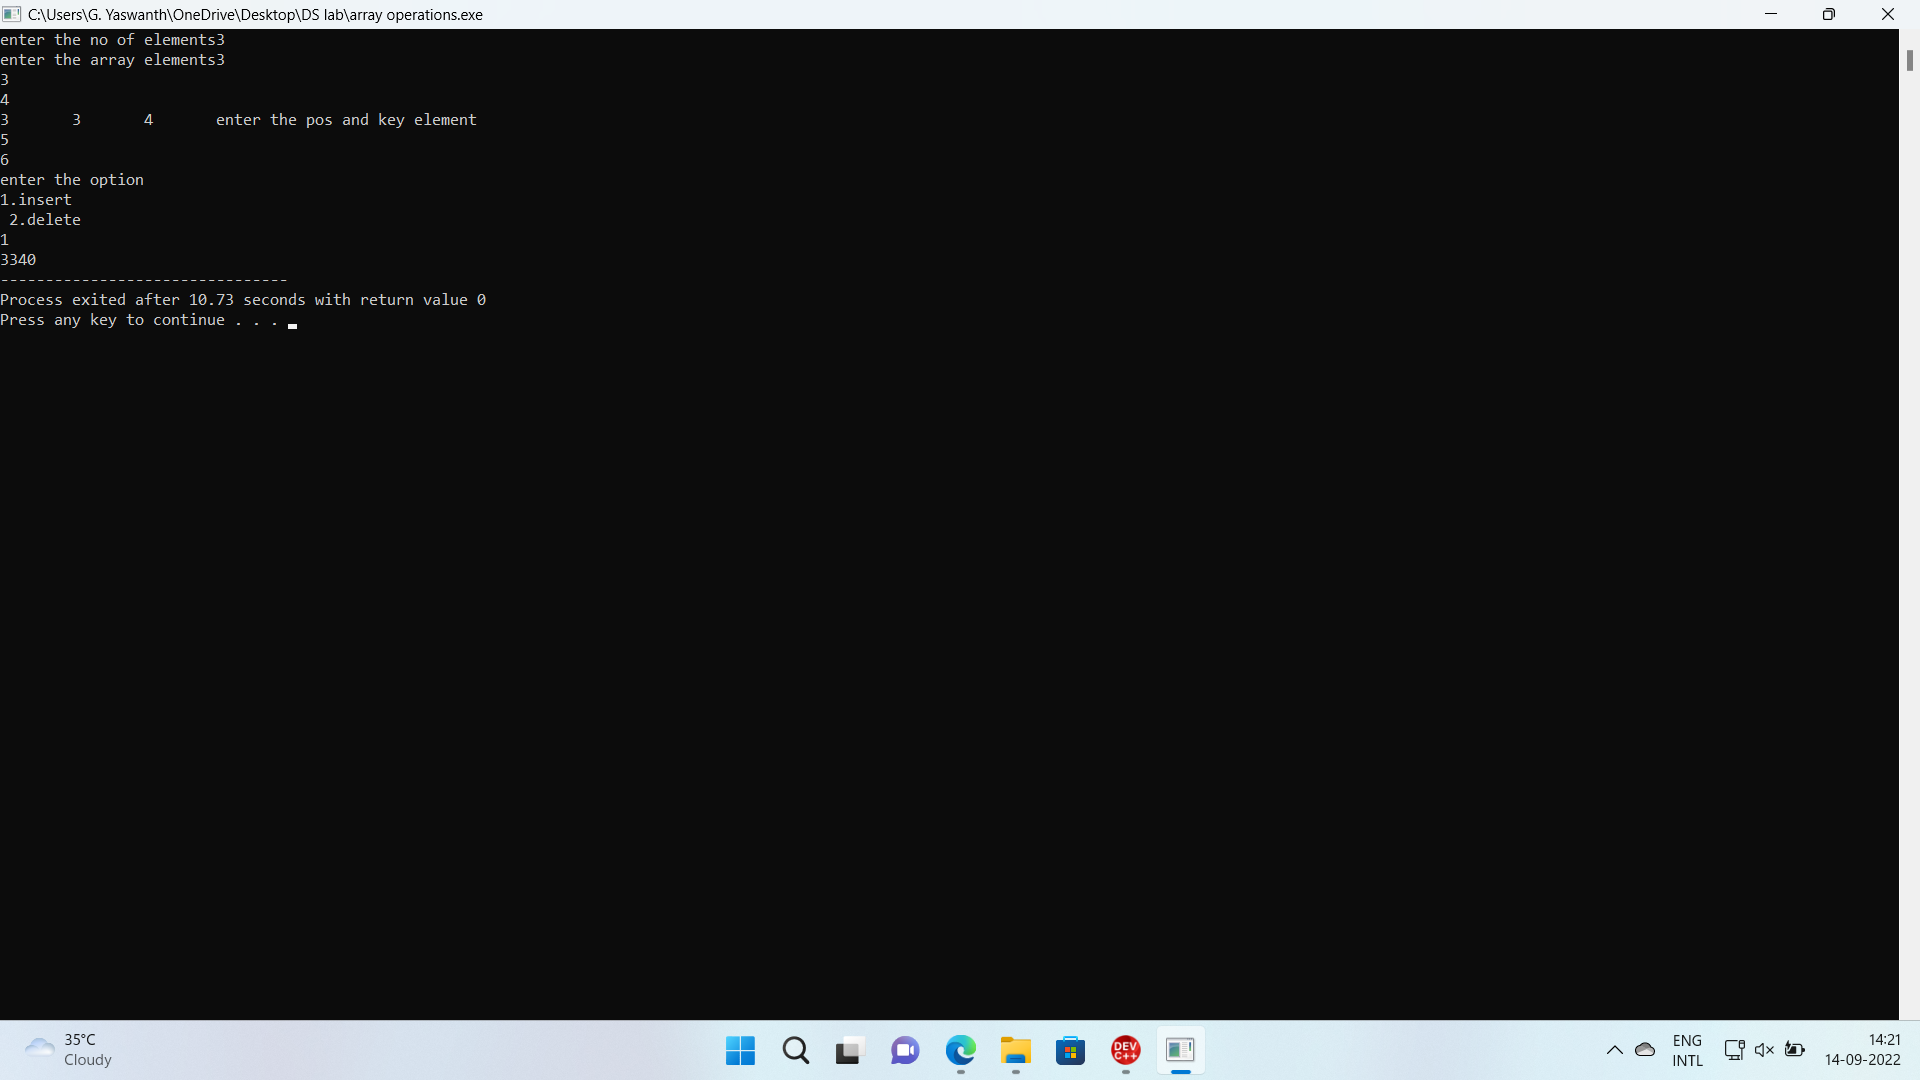 C:\Users\G. Yaswanth\OneDrive\Desktop\DS lab\array operations.exe
enter the no of elements3
enter the array elements3
3
4
3       3       4       enter the pos and key element
5
6
enter the option
1.insert
 2.delete
1
3340
--------------------------------
Process exited after 10.73 seconds with return value 0
Press any key to continue . . .
35°C
Cloudy
DEV
C++
ENG
INTL
14:21
14-09-2022